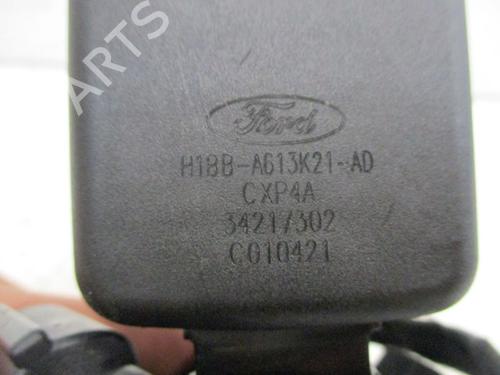 ARTS
Ford
H1BB-A613K21-AD
CXP4A
34217302
C010421